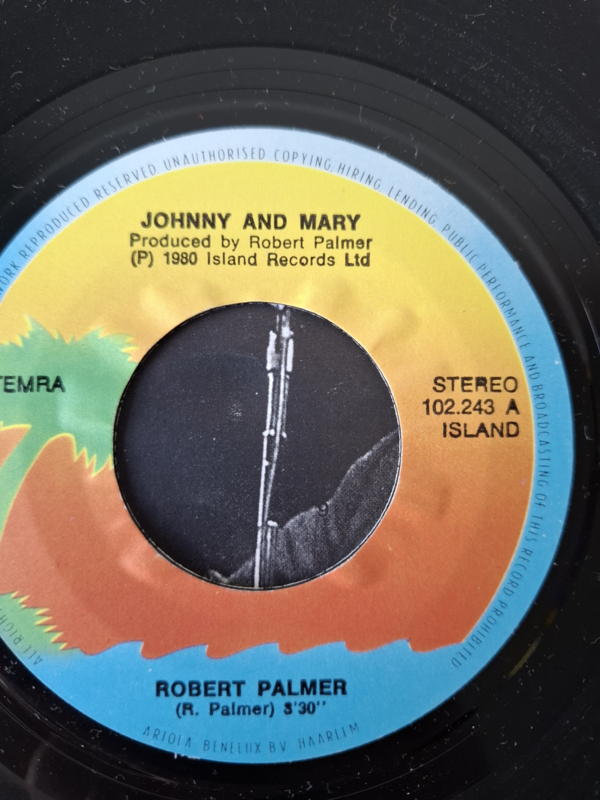 WORK REPRODUCED RESERVED UNAUTHORISED COPYING, HIRING, LENDING PUBLIC PERFORMANCE AND BROADCASTING OF THIS RECORD PROHIBITED
JOHNNY AND MARY
Produced by Robert Palmer
(P) 1980 Island Records Ltd
TEMRA
STEREO
102.243 A
ISLAND
ROBERT PALMER
(R. Palmer) 3'30''
ALL RIGH
ARIOLA BENELUX BV HAARLEM